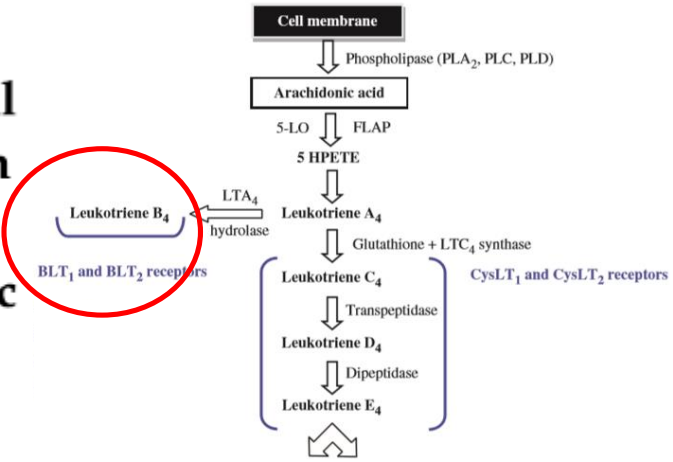 Cell membrane
Phospholipase (PLA₂, PLC, PLD)
Arachidonic acid
5-LO FLAP
5 HPETE
LTA₄
Leukotriene B₄ Leukotriene A₄
hydrolase
Glutathione + LTC₄ synthase
BLT₁ and BLT₂ receptors Leukotriene C₄ CysLT₁ and CysLT₂ receptors
Transpeptidase
Leukotriene D₄
Dipeptidase
Leukotriene E₄